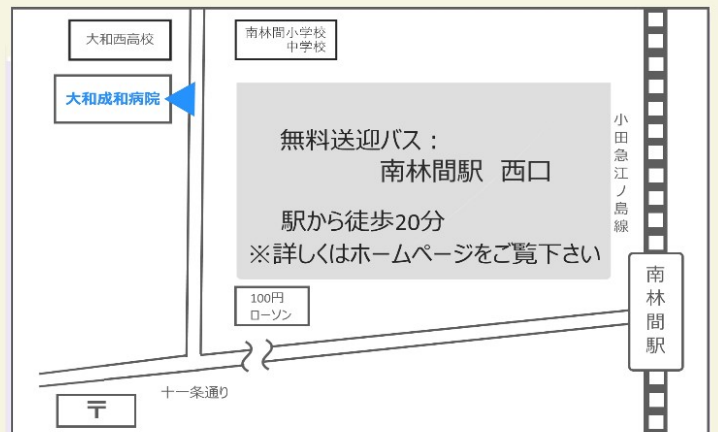 大和西高校
南林間小学校
中学校
大和成和病院
無料送迎バス：
南林間駅 西口
駅から徒歩20分
※詳しくはホームページをご覧下さい
小田急江ノ島線
100円
ローソン
南林間駅
十一条通り
〒